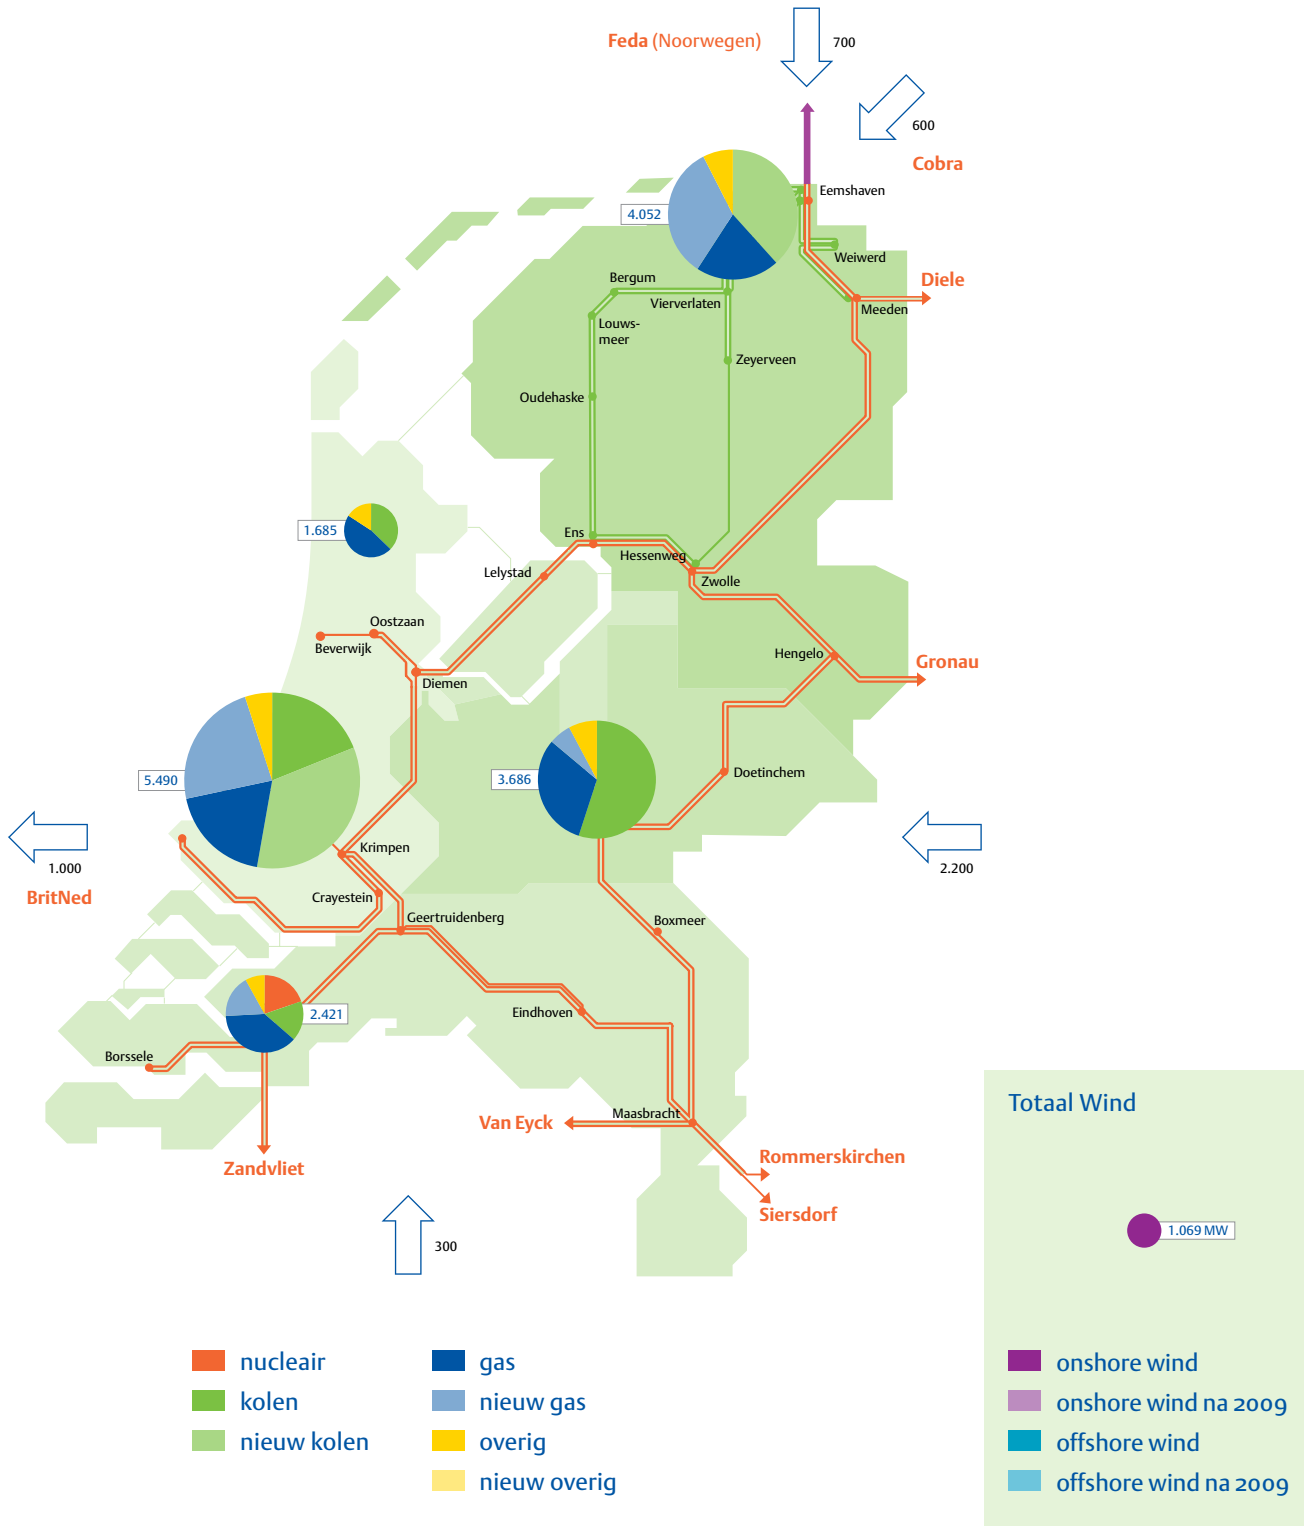 Feda (Noorwegen)
700
600
Cobra
Eemshaven
4.052
Weiwerd
Diele
Bergum
Vierverlaten
Meeden
Louws-
meer
Zeyerveen
Oudehaske
1.685
Ens
Hessenweg
Lelystad
Zwolle
Oostzaan
Beverwijk
Hengelo
Gronau
Diemen
5.490
3.686
Doetinchem
Krimpen
1.000
2.200
BritNed
Crayestein
Geertruidenberg
Boxmeer
2.421
Eindhoven
Borssele
Maasbracht
Van Eyck
Totaal Wind
Zandvliet
Rommerskirchen
Siersdorf
1.069 MW
300
nucleair
kolen
nieuw kolen
gas
nieuw gas
overig
nieuw overig
onshore wind
onshore wind na 2009
offshore wind
offshore wind na 2009